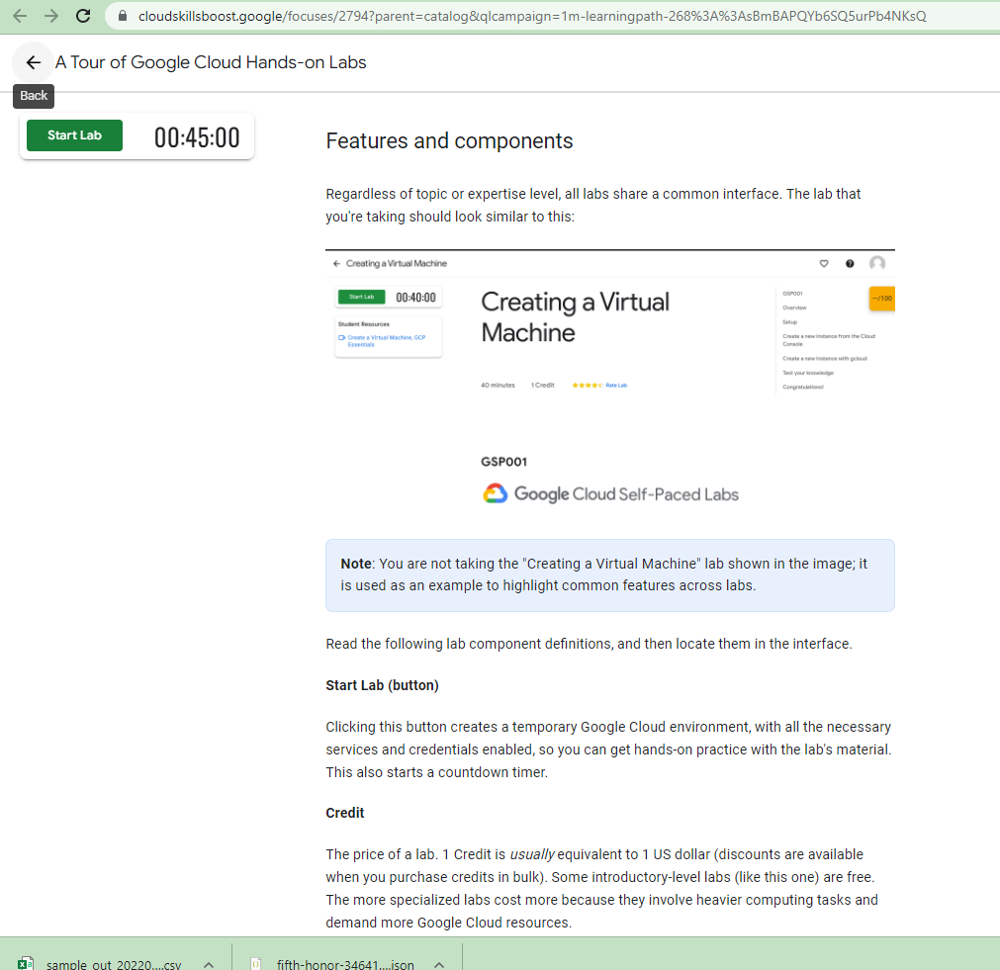 cloudskillsboost.google/focuses/2794?parent=catalog&qlcampaign=1m-learningpath-268%3A%3AsBmBAPQYb6SQ5urPb4NKsQ
A Tour of Google Cloud Hands-on Labs
Back
Start Lab 00:45:00
Features and components
Regardless of topic or expertise level, all labs share a common interface. The lab that
you're taking should look similar to this:
Creating a Virtual Machine
Start Lab 00:40:00
Student Resources
Create a Virtual Machine, GCP
Essentials
Creating a Virtual
Machine
40 minutes 1 Credit Rate Lab
GSP001
Overview
Setup
Create a new instance from the Cloud
Console
Create a new instance with gcloud
Test your knowledge
Congratulations!
--/100
GSP001
Google Cloud Self-Paced Labs
Note: You are not taking the "Creating a Virtual Machine" lab shown in the image; it
is used as an example to highlight common features across labs.
Read the following lab component definitions, and then locate them in the interface.
Start Lab (button)
Clicking this button creates a temporary Google Cloud environment, with all the necessary
services and credentials enabled, so you can get hands-on practice with the lab's material.
This also starts a countdown timer.
Credit
The price of a lab. 1 Credit is usually equivalent to 1 US dollar (discounts are available
when you purchase credits in bulk). Some introductory-level labs (like this one) are free.
The more specialized labs cost more because they involve heavier computing tasks and
demand more Google Cloud resources.
sample_out_20220....csv
fifth-honor-34641....json